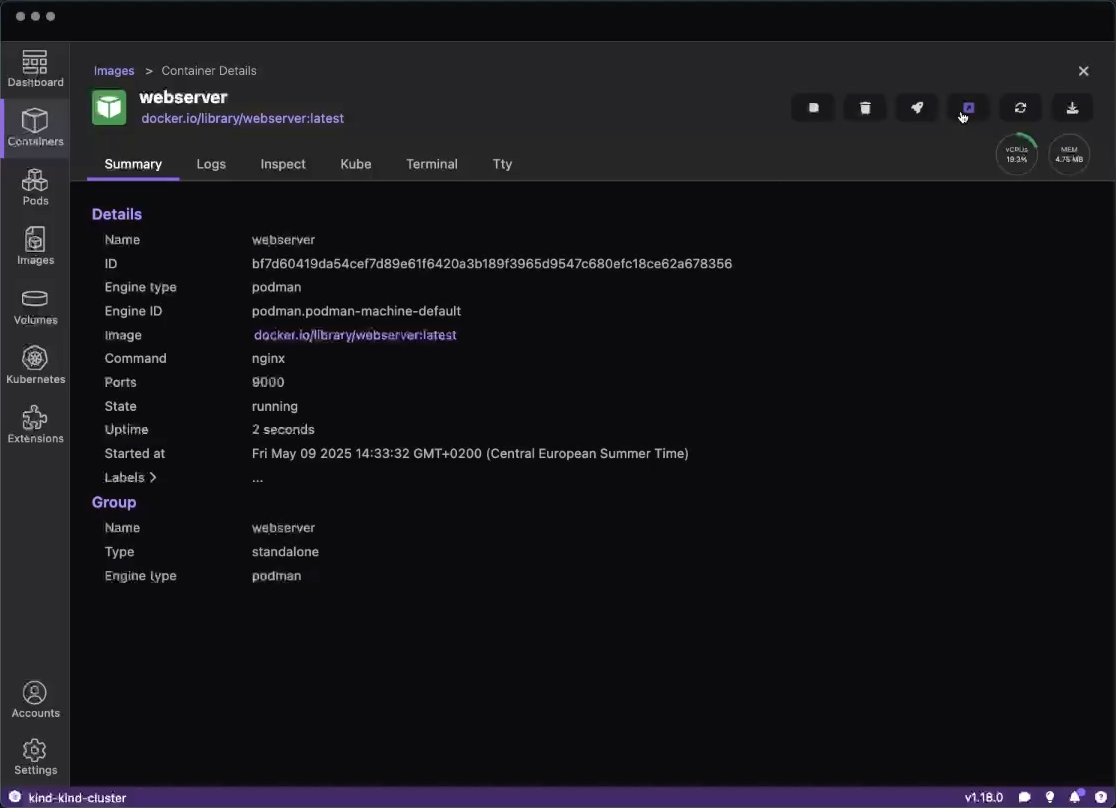 Images > Container Details
webserver
docker.io/library/webserver:latest
Summary Logs Inspect Kube Terminal Tty
vCPUs
19.3%
MEM
4.75 MB
Dashboard
Containers
Pods
Images
Volumes
Kubernetes
Extensions
Accounts
Settings
Details
Name webserver
ID bf7d60419da54cef7d89e61f6420a3b189f3965d9547c680efc18ce62a678356
Engine type podman
Engine ID podman.podman-machine-default
Image docker.io/library/webserver:latest
Command nginx
Ports 9000
State running
Uptime 2 seconds
Started at Fri May 09 2025 14:33:32 GMT+0200 (Central European Summer Time)
Labels > ...
Group
Name webserver
Type standalone
Engine type podman
kind-kind-cluster v1.18.0